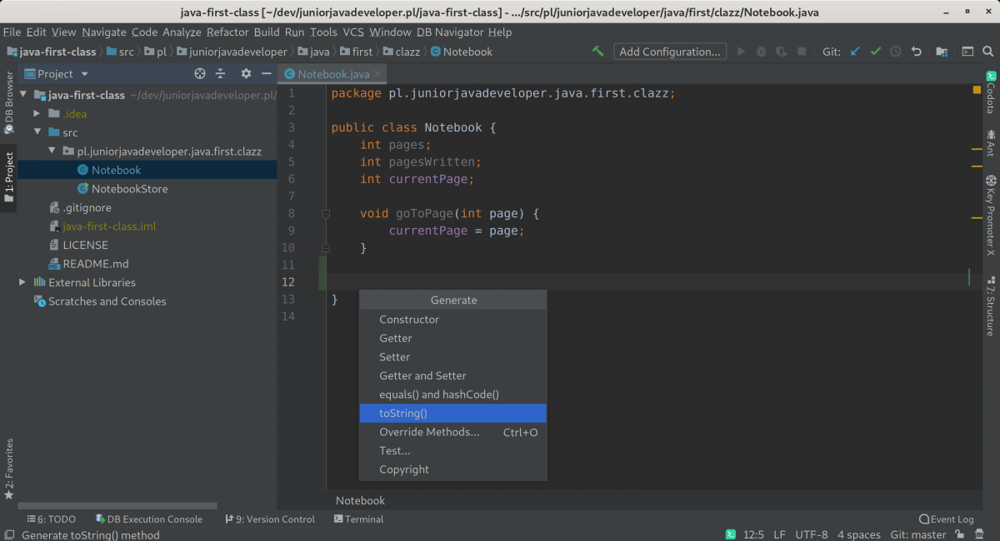 java-first-class [~/dev/juniorjavadeveloper.pl/java-first-class] - .../src/pl/juniorjavadeveloper/java/first/clazz/Notebook.java
File Edit View Navigate Code Analyze Refactor Build Run Tools VCS Window DB Navigator Help
java-first-class src pl juniorjavadeveloper java first clazz Notebook Add Configuration... Git:
Project
Notebook.java
DB Browser
1: Project
2: Favorites
java-first-class ~/dev/juniorjavadeveloper.pl/
.idea
src
pl.juniorjavadeveloper.java.first.clazz
Notebook
NotebookStore
.gitignore
java-first-class.iml
LICENSE
README.md
External Libraries
Scratches and Consoles
1 package pl.juniorjavadeveloper.java.first.clazz;
2
3 public class Notebook {
4 int pages;
5 int pagesWritten;
6 int currentPage;
7
8 void goToPage(int page) {
9 currentPage = page;
10 }
11
12
13 }
14
Generate
Constructor
Getter
Setter
Getter and Setter
equals() and hashCode()
toString()
Override Methods... Ctrl+O
Test...
Copyright
Notebook
Codota
Ant
Key Promoter X
7: Structure
6: TODO DB Execution Console 9: Version Control Terminal Event Log
Generate toString() method 12:5 LF UTF-8 4 spaces Git: master